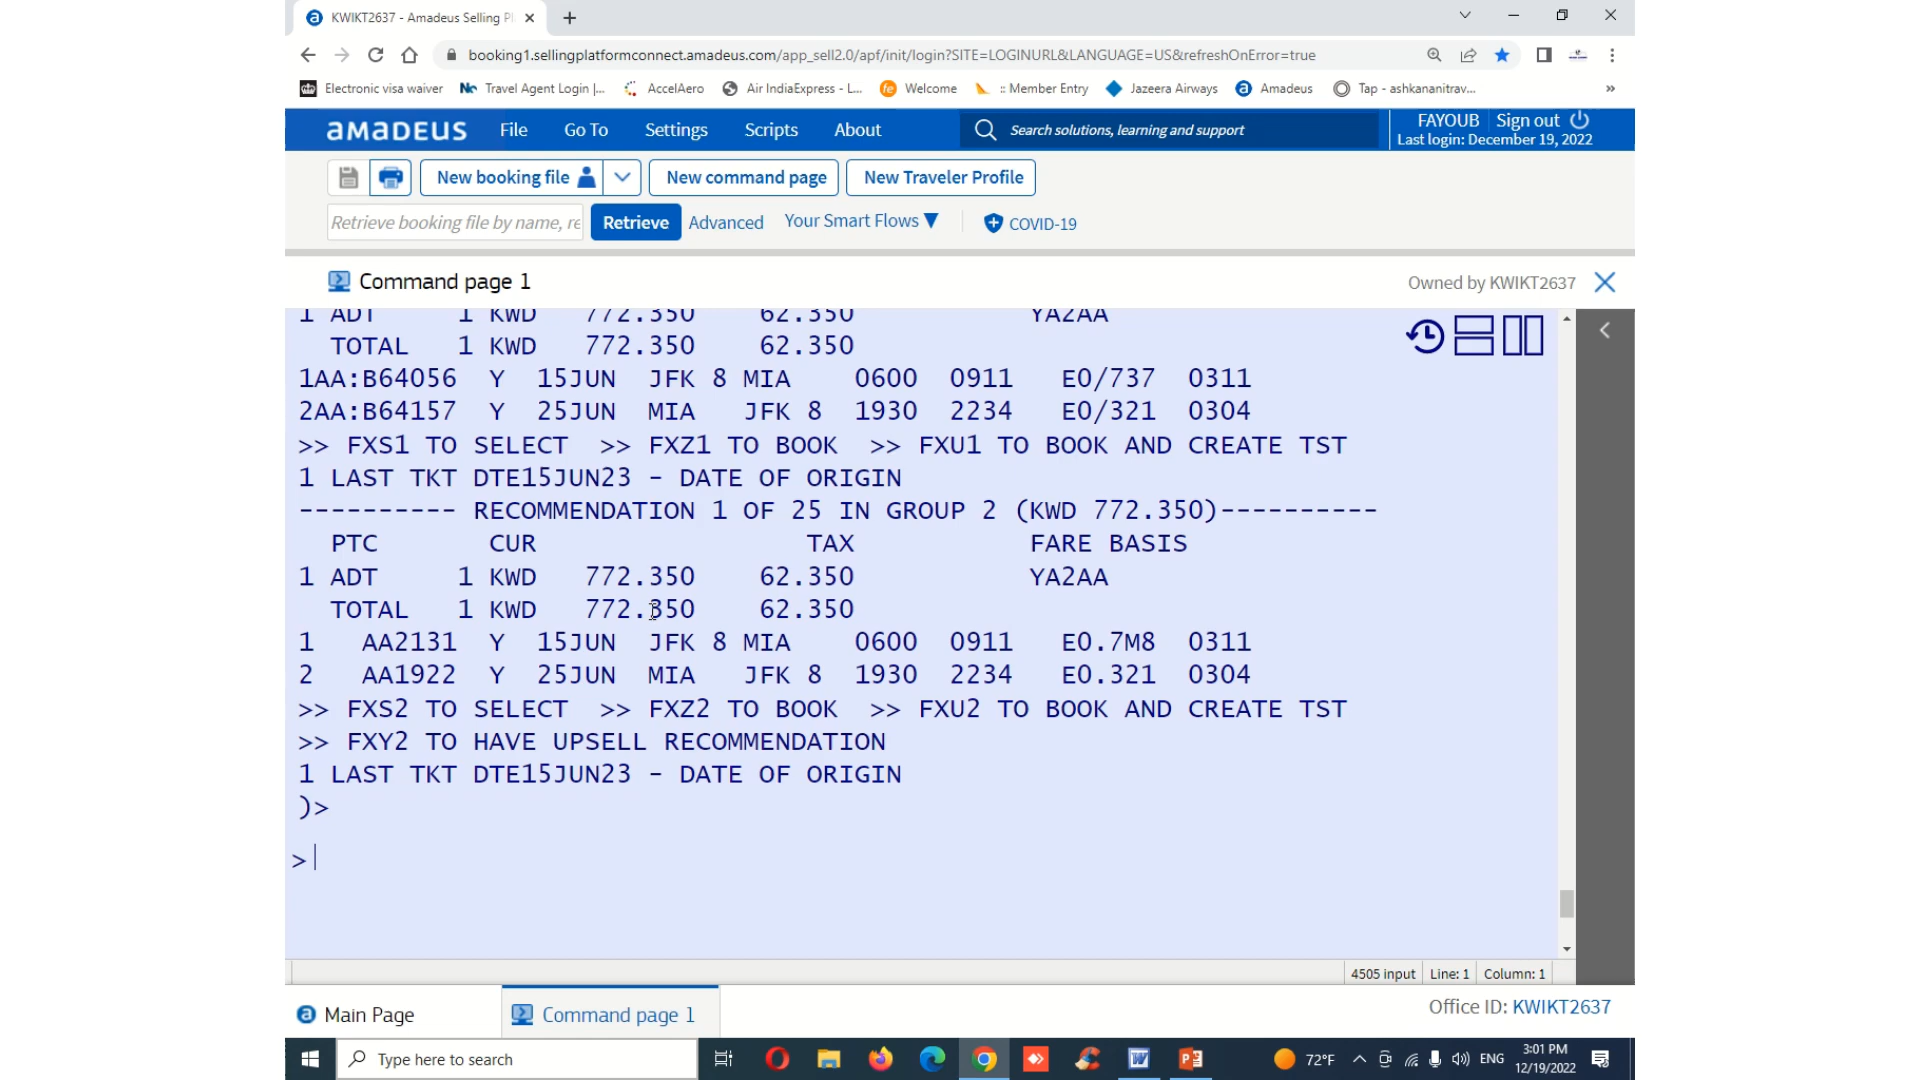 KWIKT2637 - Amadeus Selling Pl
booking1.sellingplatformconnect.amadeus.com/app_sell2.0/apf/init/login?SITE=LOGINURL&LANGUAGE=US&refreshOnError=true
Electronic visa waiver Travel Agent Login |... AccelAero Air IndiaExpress - L... Welcome :: Member Entry Jazeera Airways Amadeus Tap - ashkananitrav... »
amadeus File Go To Settings Scripts About Search solutions, learning and support FAYOUB Sign out
Last login: December 19, 2022
New booking file New command page New Traveler Profile
Retrieve booking file by name, re Retrieve Advanced Your Smart Flows COVID-19
Command page 1 Owned by KWIKT2637
1 ADT 1 KWD 772.350 62.350 YA2AA
TOTAL 1 KWD 772.350 62.350
1AA:B64056 Y 15JUN JFK 8 MIA 0600 0911 E0/737 0311
2AA:B64157 Y 25JUN MIA JFK 8 1930 2234 E0/321 0304
>> FXS1 TO SELECT >> FXZ1 TO BOOK >> FXU1 TO BOOK AND CREATE TST
1 LAST TKT DTE15JUN23 - DATE OF ORIGIN
---------- RECOMMENDATION 1 OF 25 IN GROUP 2 (KWD 772.350)----------
PTC CUR TAX FARE BASIS
1 ADT 1 KWD 772.350 62.350 YA2AA
TOTAL 1 KWD 772.350 62.350
1 AA2131 Y 15JUN JFK 8 MIA 0600 0911 E0.7M8 0311
2 AA1922 Y 25JUN MIA JFK 8 1930 2234 E0.321 0304
>> FXS2 TO SELECT >> FXZ2 TO BOOK >> FXU2 TO BOOK AND CREATE TST
>> FXY2 TO HAVE UPSELL RECOMMENDATION
1 LAST TKT DTE15JUN23 - DATE OF ORIGIN
)>
>
4505 input Line: 1 Column: 1
Main Page Command page 1 Office ID: KWIKT2637
Type here to search 72°F ENG 3:01 PM
12/19/2022